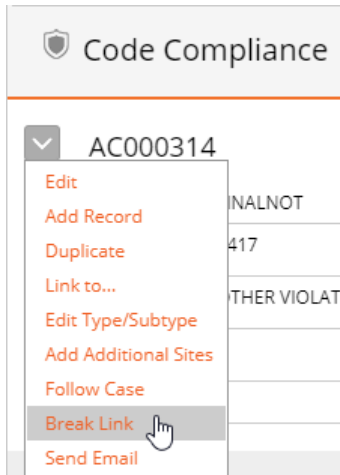 Code Compliance
AC000314
Edit
INALNOT
Add Record
Duplicate
417
Link to...
THER VIOLAT
Edit Type/Subtype
Add Additional Sites
Follow Case
Break Link
Send Email